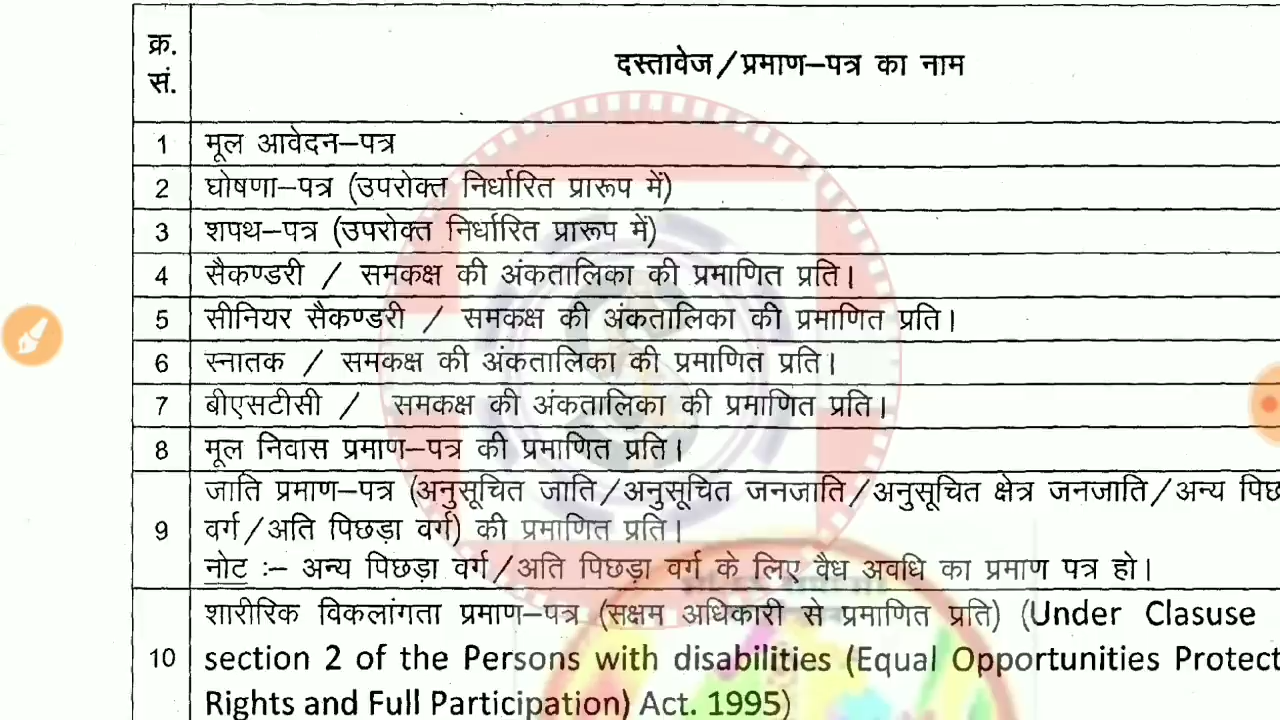 क्र.
सं.
दस्तावेज/प्रमाण–पत्र का नाम
1 मूल आवेदन–पत्र
2 घोषणा–पत्र (उपरोक्त निर्धारित प्रारूप में)
3 शपथ–पत्र (उपरोक्त निर्धारित प्रारूप में)
4 सैकण्डरी / समकक्ष की अंकतालिका की प्रमाणित प्रति।
5 सीनियर सैकण्डरी / समकक्ष की अंकतालिका की प्रमाणित प्रति।
6 स्नातक / समकक्ष की अंकतालिका की प्रमाणित प्रति।
7 बीएसटीसी / समकक्ष की अंकतालिका की प्रमाणित प्रति।
8 मूल निवास प्रमाण–पत्र की प्रमाणित प्रति।
जाति प्रमाण–पत्र (अनुसूचित जाति/अनुसूचित जनजाति/अनुसूचित क्षेत्र जनजाति/अन्य पिछ
9 वर्ग/अति पिछड़ा वर्ग) की प्रमाणित प्रति।
नोट :– अन्य पिछड़ा वर्ग/अति पिछड़ा वर्ग के लिए वैध अवधि का प्रमाण पत्र हो।
शारीरिक विकलांगता प्रमाण–पत्र (सक्षम अधिकारी से प्रमाणित प्रति) (Under Clasuse
10 section 2 of the Persons with disabilities (Equal Opportunities Protect
Rights and Full Participation) Act. 1995)